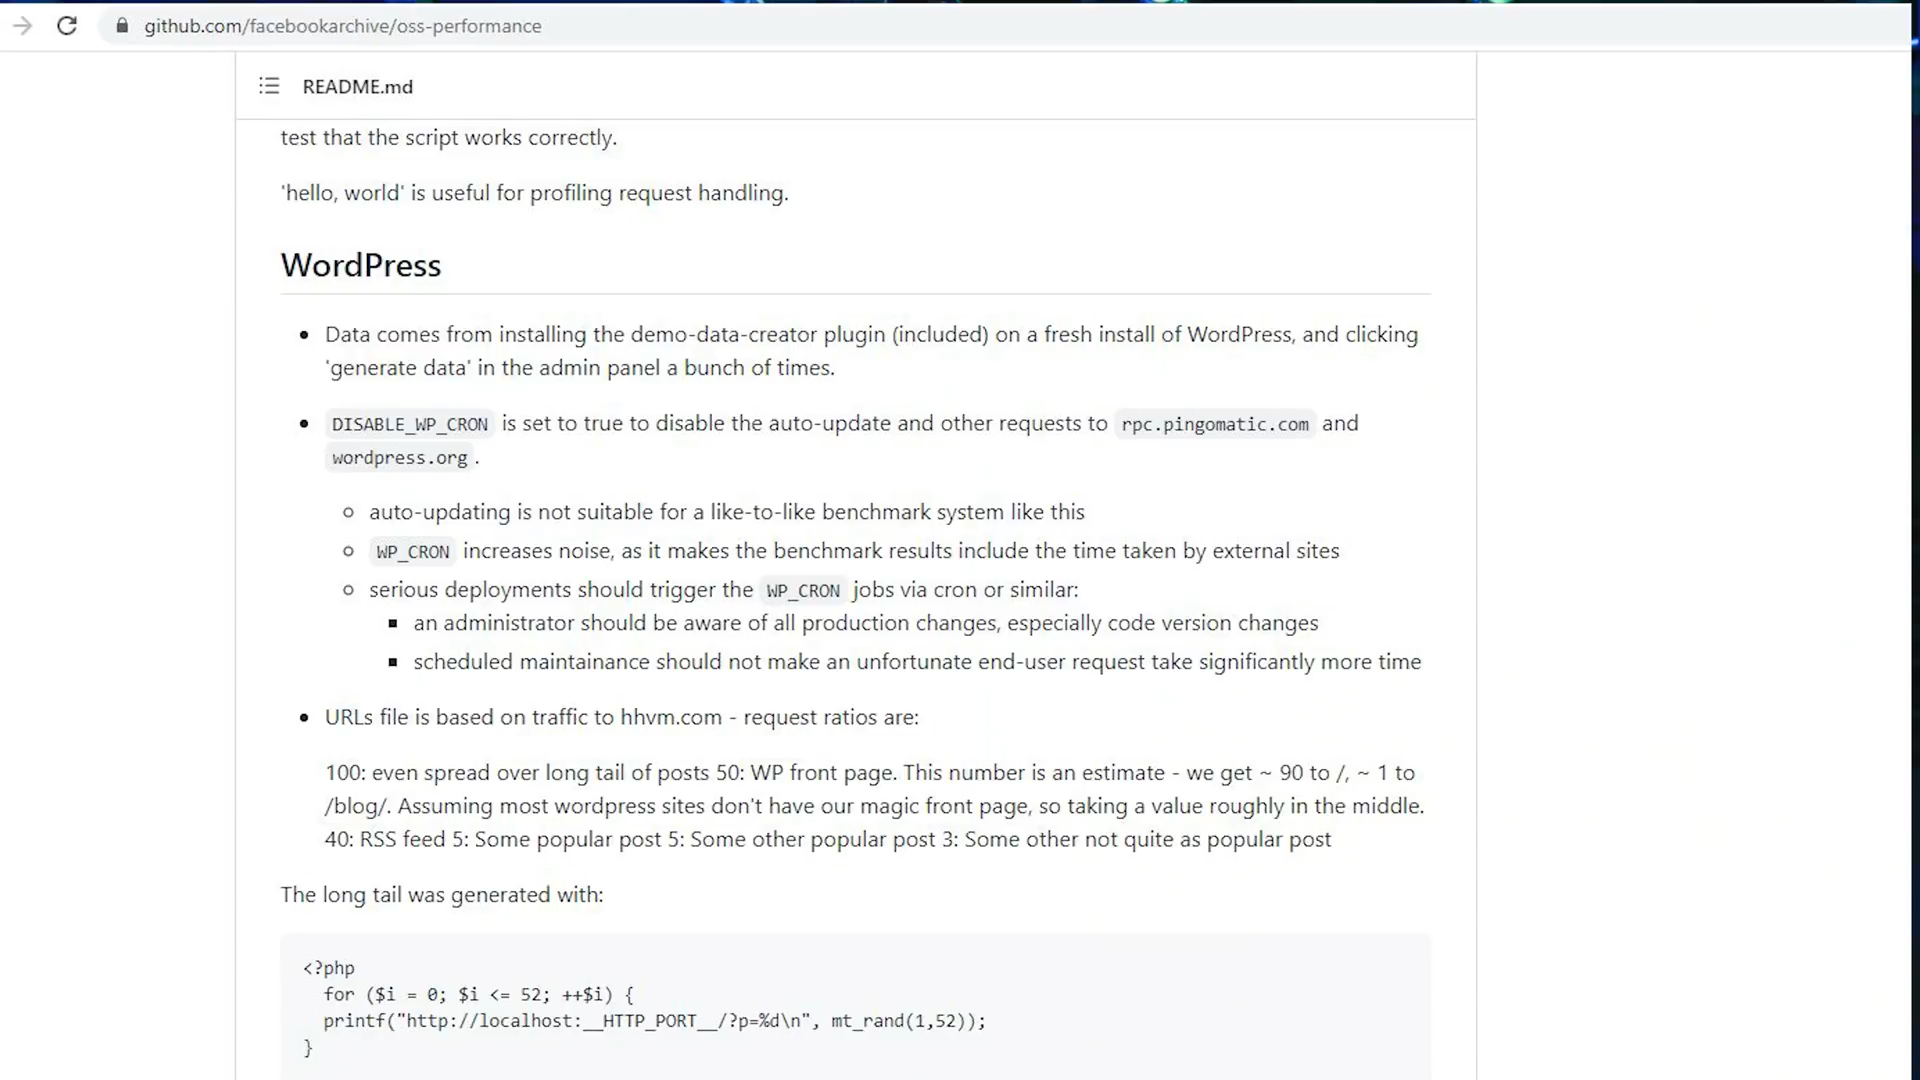 github.com/facebookarchive/oss-performance
README.md
test that the script works correctly.
'hello, world' is useful for profiling request handling.
WordPress
Data comes from installing the demo-data-creator plugin (included) on a fresh install of WordPress, and clicking
'generate data' in the admin panel a bunch of times.
DISABLE_WP_CRON is set to true to disable the auto-update and other requests to rpc.pingomatic.com and
wordpress.org .
auto-updating is not suitable for a like-to-like benchmark system like this
WP_CRON increases noise, as it makes the benchmark results include the time taken by external sites
serious deployments should trigger the WP_CRON jobs via cron or similar:
an administrator should be aware of all production changes, especially code version changes
scheduled maintainance should not make an unfortunate end-user request take significantly more time
URLs file is based on traffic to hhvm.com - request ratios are:
100: even spread over long tail of posts 50: WP front page. This number is an estimate - we get ~ 90 to /, ~ 1 to
/blog/. Assuming most wordpress sites don't have our magic front page, so taking a value roughly in the middle.
40: RSS feed 5: Some popular post 5: Some other popular post 3: Some other not quite as popular post
The long tail was generated with:
<?php
for ($i = 0; $i <= 52; ++$i) {
printf("http://localhost:__HTTP_PORT__/?p=%d\n", mt_rand(1,52));
}